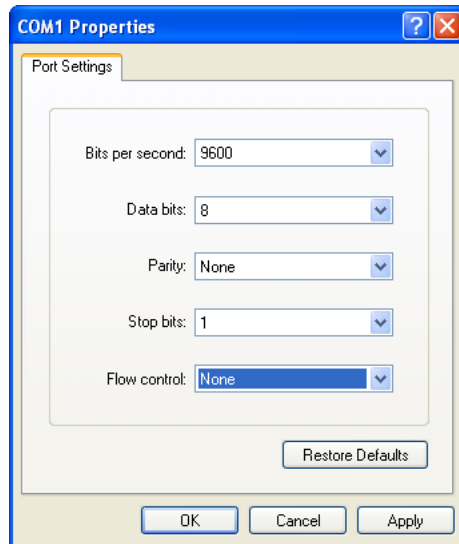 COM1 Properties
Port Settings
Bits per second: 9600
Data bits: 8
Parity: None
Stop bits: 1
Flow control: None
Restore Defaults
OK Cancel Apply